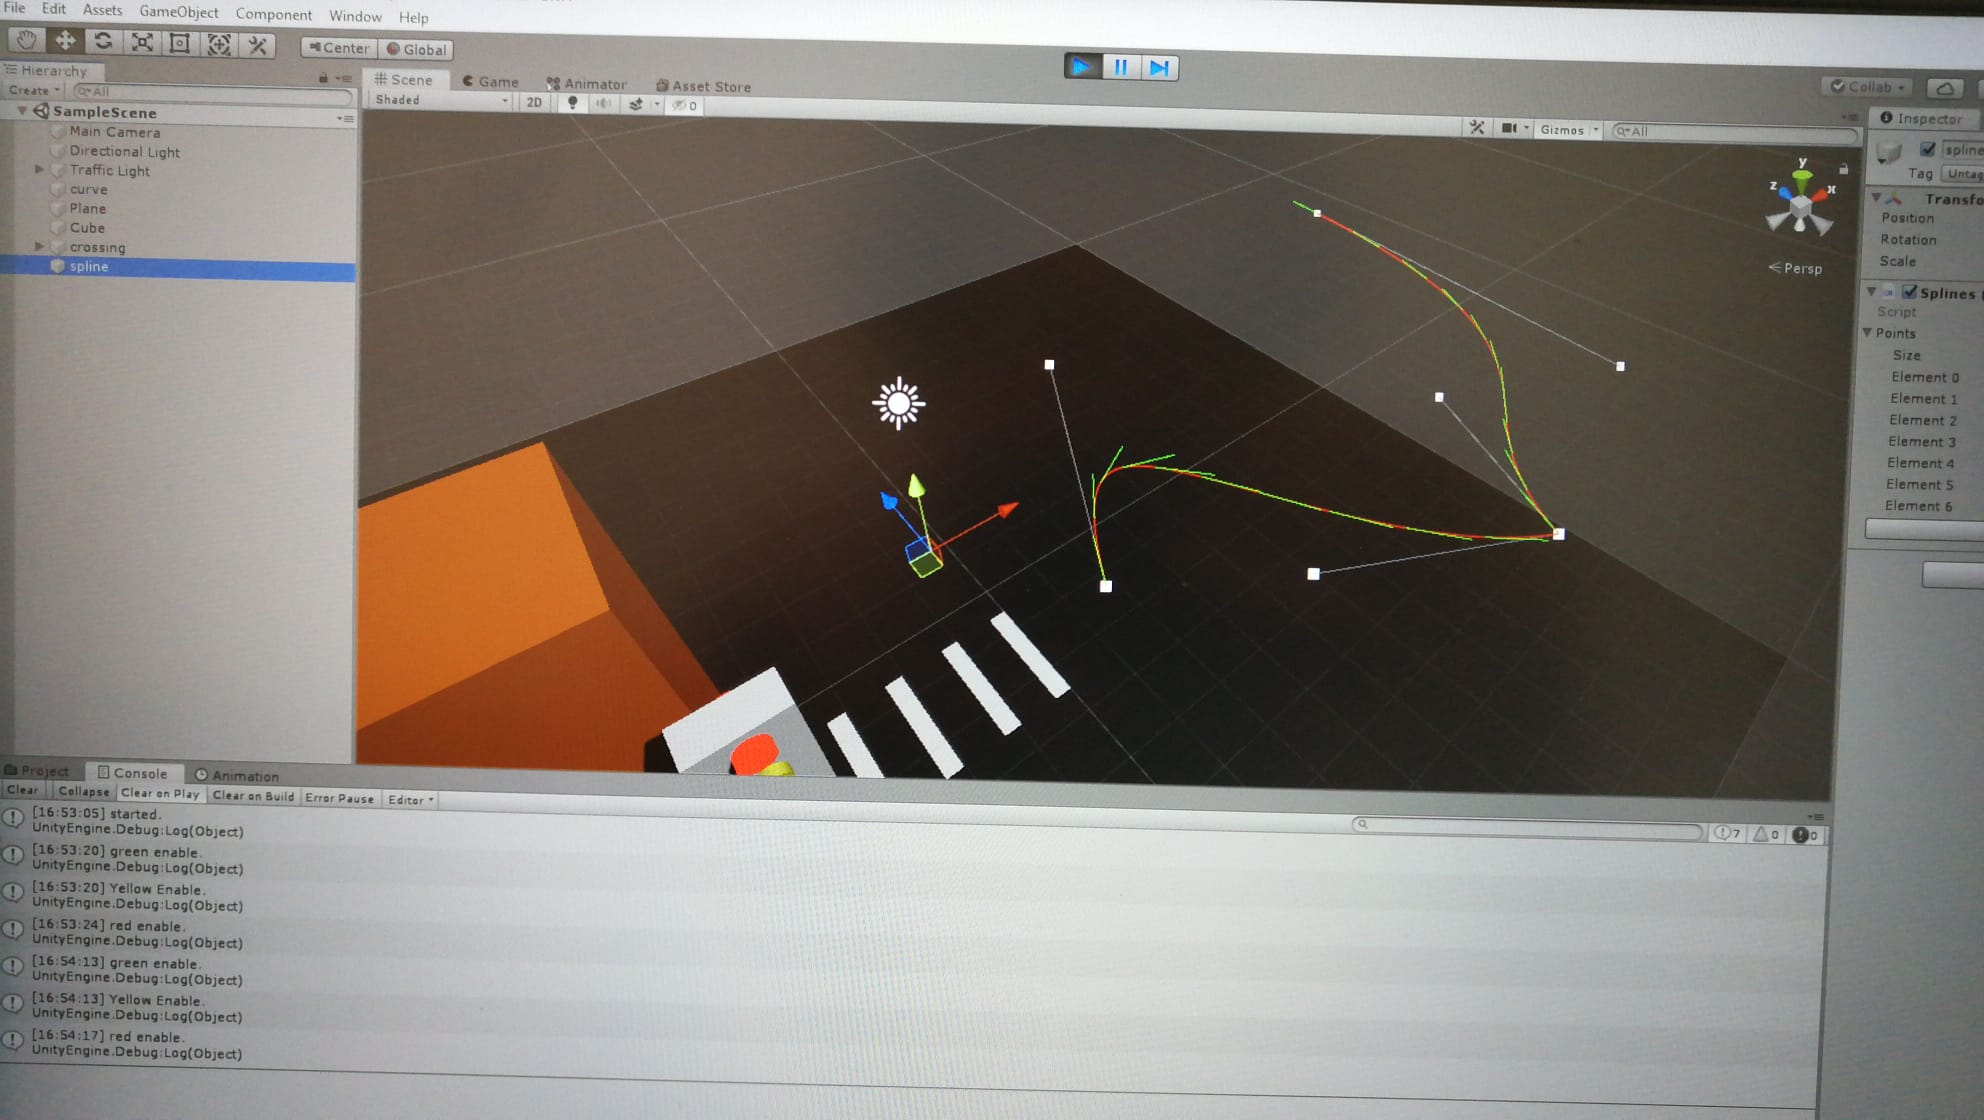 File Edit Assets GameObject Component Window Help
Center Global
Hierarchy
Create All
SampleScene
Main Camera
Directional Light
Traffic Light
curve
Plane
Cube
crossing
spline
Scene Game Animator Asset Store
Shaded 2D 0
Gizmos All
y
z x
Persp
Collab
Inspector
spline
Tag Untag
Transfo
Position
Rotation
Scale
Splines
Script
Points
Size
Element 0
Element 1
Element 2
Element 3
Element 4
Element 5
Element 6
Project Console Animation
Clear Collapse Clear on Play Clear on Build Error Pause Editor
7 0 0
[16:53:05] started.
UnityEngine.Debug:Log(Object)
[16:53:20] green enable.
UnityEngine.Debug:Log(Object)
[16:53:20] Yellow Enable.
UnityEngine.Debug:Log(Object)
[16:53:24] red enable.
UnityEngine.Debug:Log(Object)
[16:54:13] green enable.
UnityEngine.Debug:Log(Object)
[16:54:13] Yellow Enable.
UnityEngine.Debug:Log(Object)
[16:54:17] red enable.
UnityEngine.Debug:Log(Object)